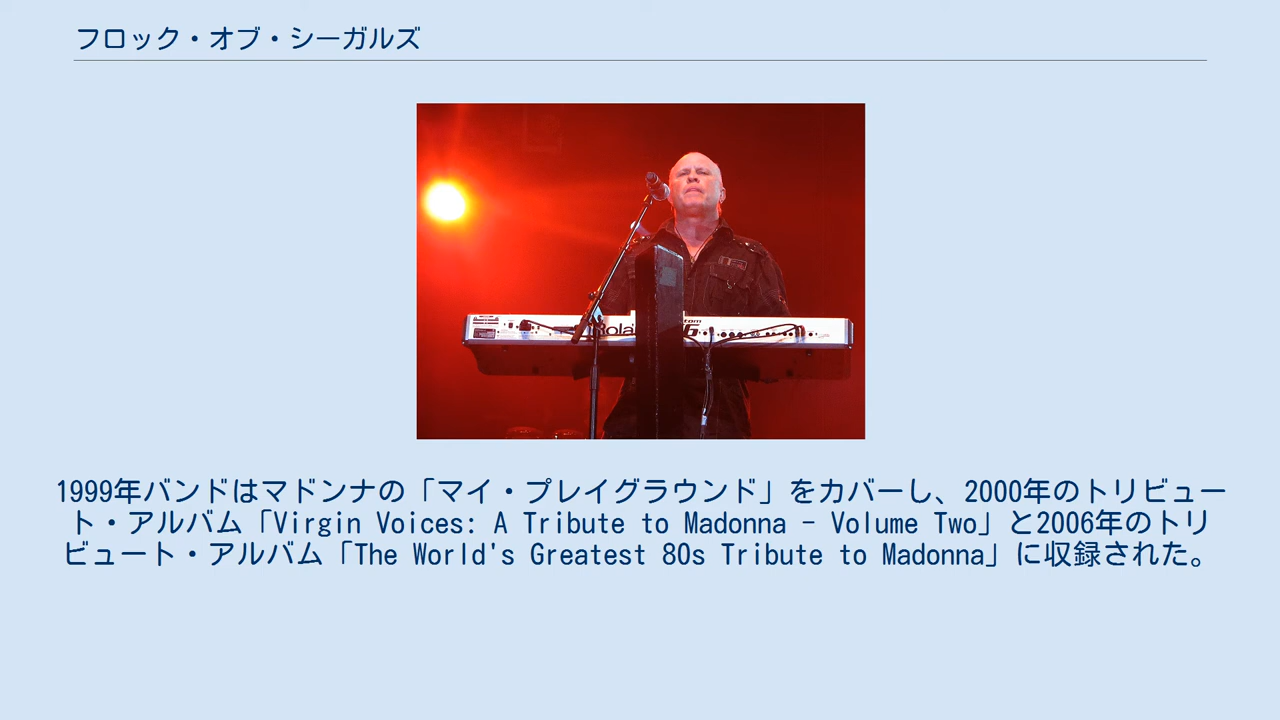 フロック・オブ・シーガルズ
Rola
1999年バンドはマドンナの「マイ・プレイグラウンド」をカバーし、2000年のトリビュー
ト・アルバム「Virgin Voices: A Tribute to Madonna - Volume Two」と2006年のトリ
ビュート・アルバム「The World's Greatest 80s Tribute to Madonna」に収録された。